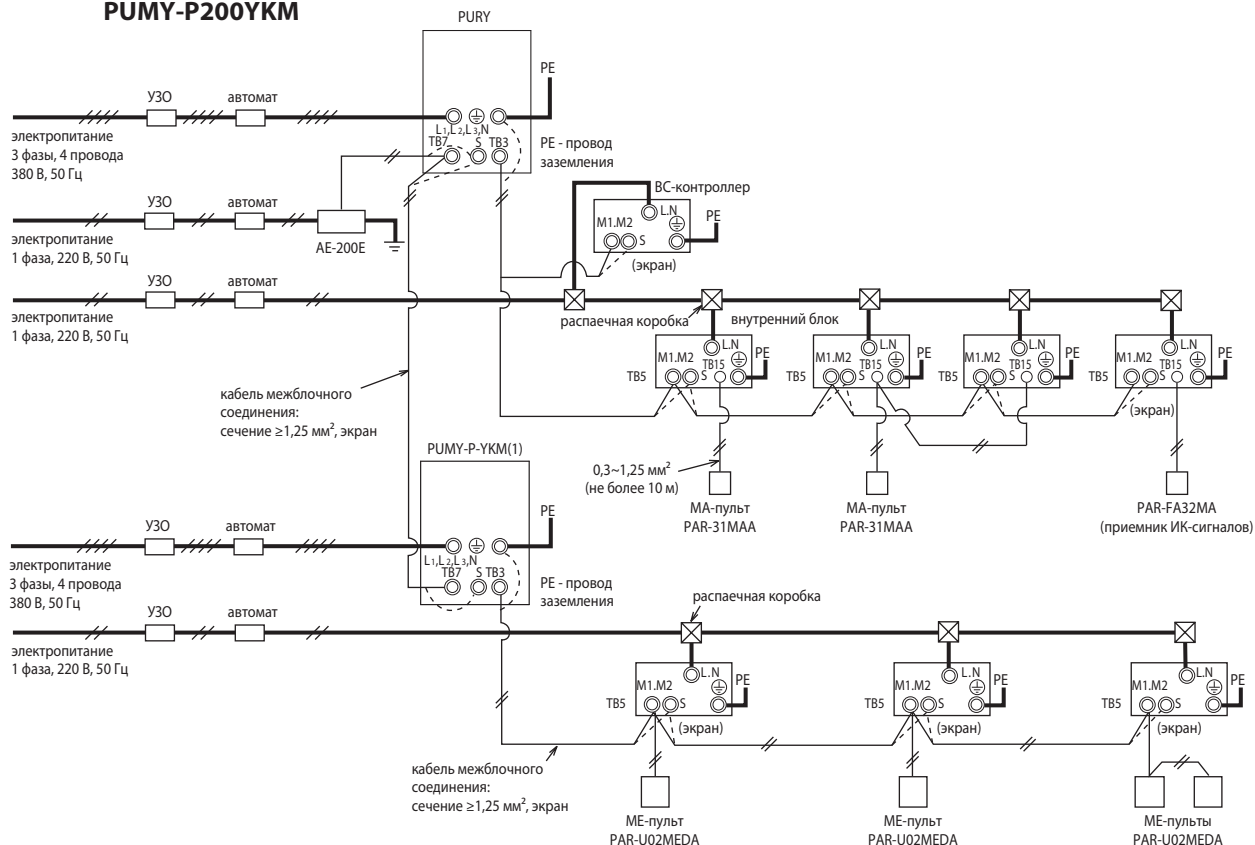 PUMY-P200YKM
PURY
PE
УЗО
автомат
электропитание
3 фазы, 4 провода
380 В, 50 Гц
L1,L2,L3,N
TB7
S
TB3
PE - провод
заземления
УЗО
автомат
AE-200E
электропитание
1 фаза, 220 В, 50 Гц
BC-контроллер
L.N
M1.M2
S
PE
(экран)
УЗО
автомат
электропитание
1 фаза, 220 В, 50 Гц
распаечная коробка
внутренний блок
TB5
M1.M2
S
TB15
L.N
PE
TB5
M1.M2
S
TB15
L.N
PE
TB5
M1.M2
S
TB15
L.N
PE
TB5
M1.M2
S
TB15
L.N
PE
(экран)
кабель межблочного
соединения:
сечение ≥1,25 мм², экран
0,3~1,25 мм²
(не более 10 м)
MA-пульт
PAR-31MAA
MA-пульт
PAR-31MAA
PAR-FA32MA
(приемник ИК-сигналов)
PUMY-P-YKM(1)
PE
УЗО
автомат
электропитание
3 фазы, 4 провода
380 В, 50 Гц
L1,L2,L3,N
TB7
S
TB3
PE - провод
заземления
УЗО
автомат
электропитание
1 фаза, 220 В, 50 Гц
распаечная коробка
TB5
M1.M2
S
L.N
PE
(экран)
TB5
M1.M2
S
L.N
PE
(экран)
TB5
M1.M2
S
L.N
PE
(экран)
кабель межблочного
соединения:
сечение ≥1,25 мм², экран
ME-пульт
PAR-U02MEDA
ME-пульт
PAR-U02MEDA
ME-пульты
PAR-U02MEDA